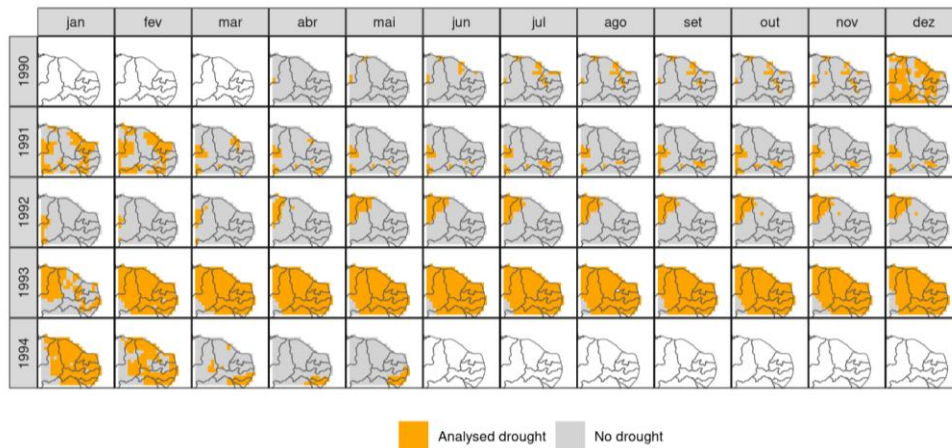 jan fev mar abr mai jun jul ago set out nov dez
1990
1991
1992
1993
1994
Analysed drought No drought